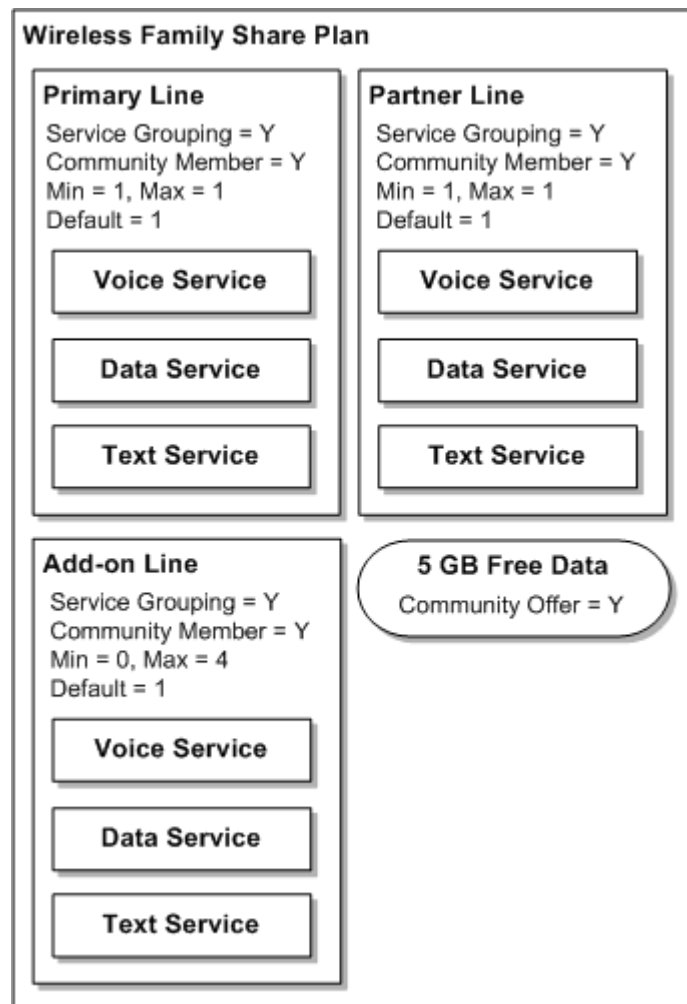 Wireless Family Share Plan
Primary Line
Service Grouping = Y
Community Member = Y
Min = 1, Max = 1
Default = 1
Voice Service
Data Service
Text Service
Partner Line
Service Grouping = Y
Community Member = Y
Min = 1, Max = 1
Default = 1
Voice Service
Data Service
Text Service
Add-on Line
Service Grouping = Y
Community Member = Y
Min = 0, Max = 4
Default = 1
Voice Service
Data Service
Text Service
5 GB Free Data
Community Offer = Y